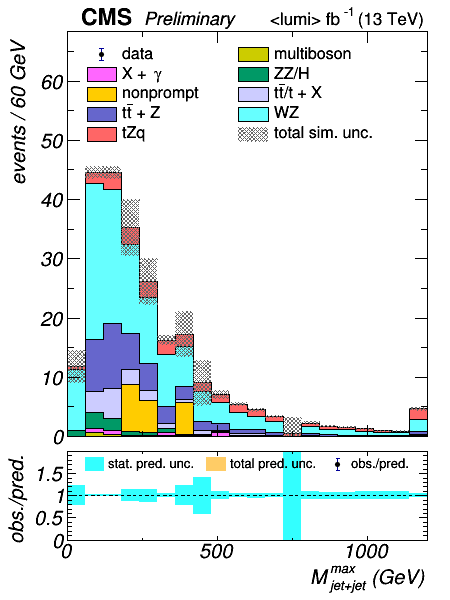 CMS Preliminary <lumi> fb⁻¹ (13 TeV)
events / 60 GeV
60
50
40
30
20
10
0
data
X + γ
nonprompt
tt̄ + Z
tZq
multiboson
ZZ/H
tt̄/t + X
WZ
total sim. unc.
obs./pred.
1.5
1
0.5
0
stat. pred. unc. total pred. unc. obs./pred.
0 500 1000
M^max_jet+jet (GeV)